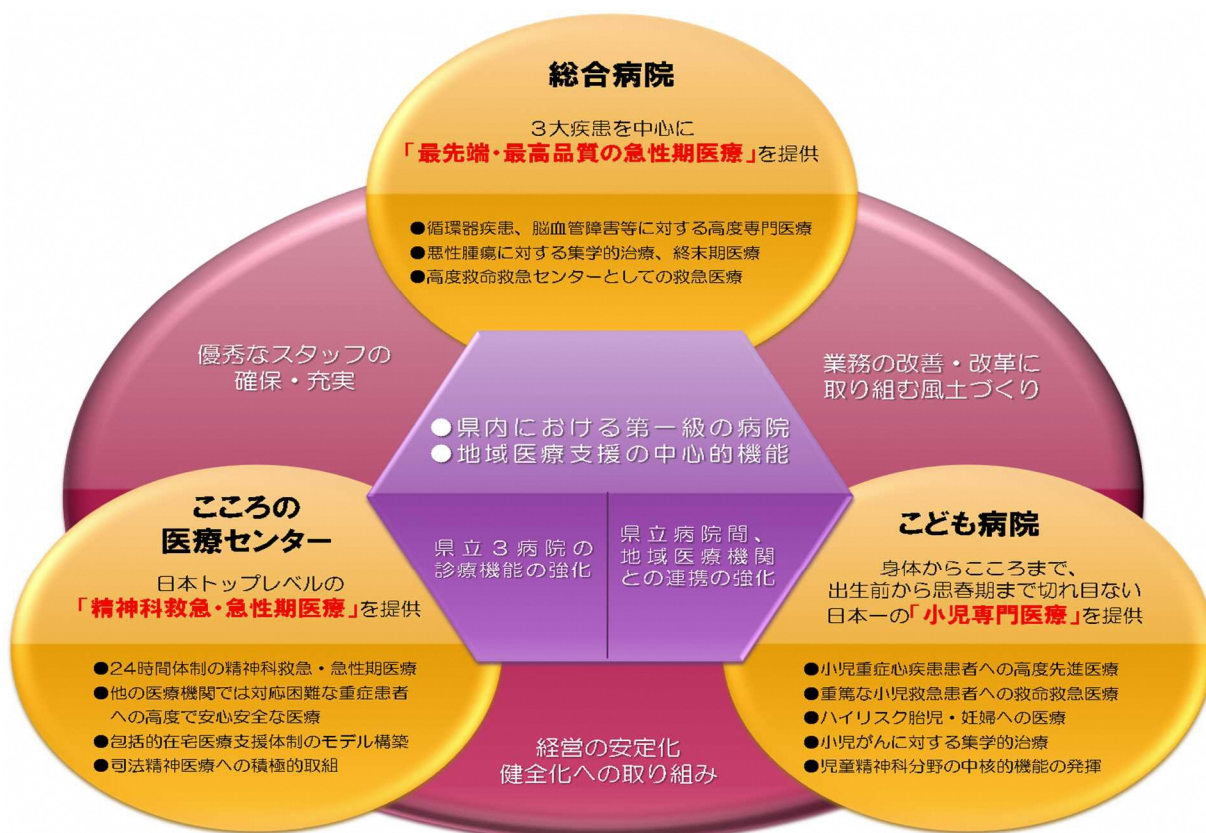 総合病院
3大疾患を中心に
「最先端・最高品質の急性期医療」を提供
●循環器疾患、脳血管障害等に対する高度専門医療
●悪性腫瘍に対する集学的治療、終末期医療
●高度救命救急センターとしての救急医療
優秀なスタッフの
確保・充実
業務の改善・改革に
取り組む風土づくり
●県内における第一級の病院
●地域医療支援の中心的機能
県立3病院の
診療機能の強化
県立病院間、
地域医療機関
との連携の強化
こころの
医療センター
日本トップレベルの
「精神科救急・急性期医療」を提供
●24時間体制の精神科救急・急性期医療
●他の医療機関では対応困難な重症患者
への高度で安心安全な医療
●包括的在宅医療支援体制のモデル構築
●司法精神医療への積極的取組
こども病院
身体からこころまで、
出生前から思春期まで切れ目ない
日本一の「小児専門医療」を提供
●小児重症心疾患患者への高度先進医療
●重篤な小児救急患者への救命救急医療
●ハイリスク胎児・妊婦への医療
●小児がんに対する集学的治療
●児童精神科分野の中核的機能の発揮
経営の安定化
健全化への取り組み